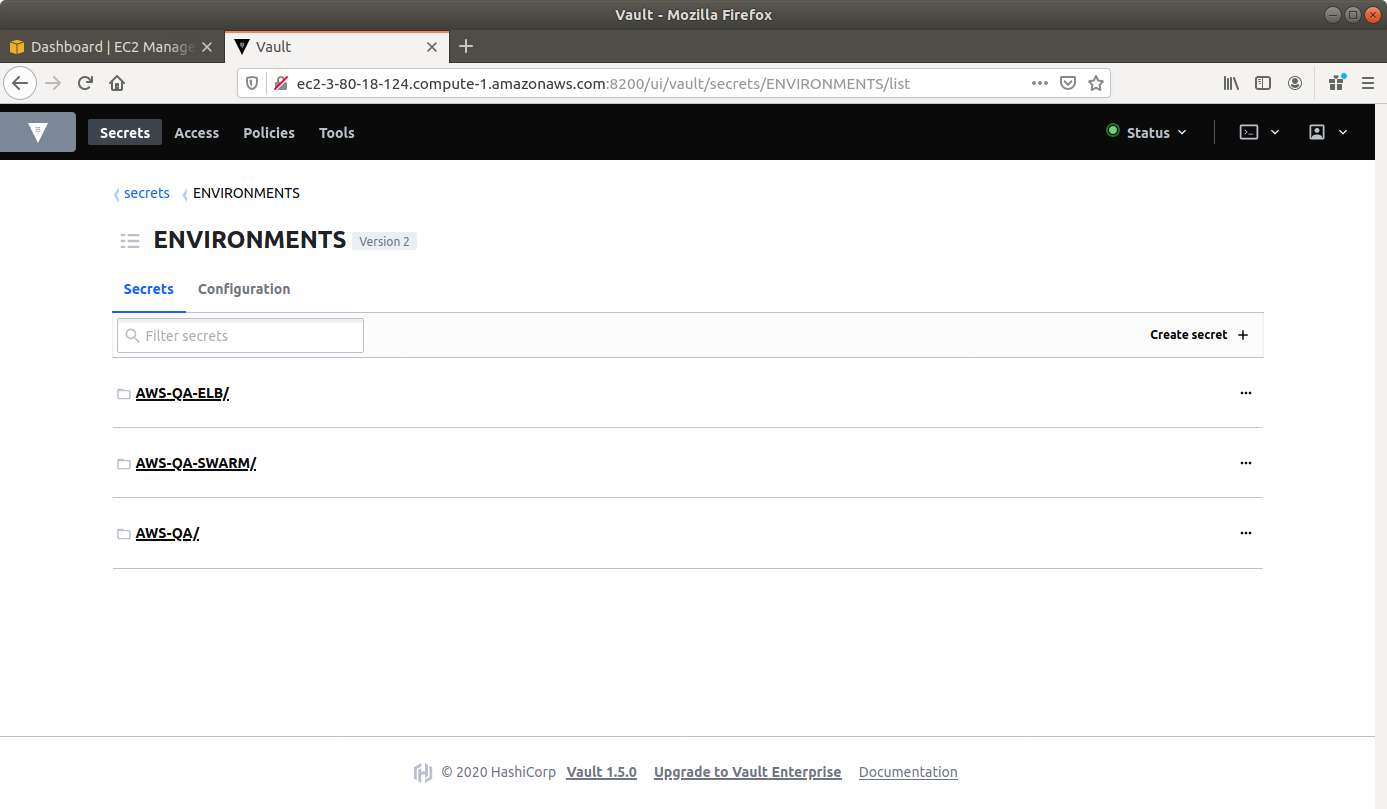 Vault - Mozilla Firefox
Dashboard | EC2 Manage
Vault
ec2-3-80-18-124.compute-1.amazonaws.com:8200/ui/vault/secrets/ENVIRONMENTS/list
Secrets Access Policies Tools Status
secrets ENVIRONMENTS
ENVIRONMENTS Version 2
Secrets Configuration
Filter secrets Create secret +
AWS-QA-ELB/
AWS-QA-SWARM/
AWS-QA/
© 2020 HashiCorp Vault 1.5.0 Upgrade to Vault Enterprise Documentation